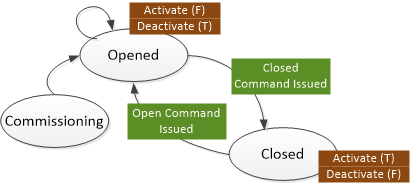 Activate (F)
Deactivate (T)
Opened
Closed
Command Issued
Commissioning
Open Command
Issued
Closed
Activate (T)
Deactivate (F)